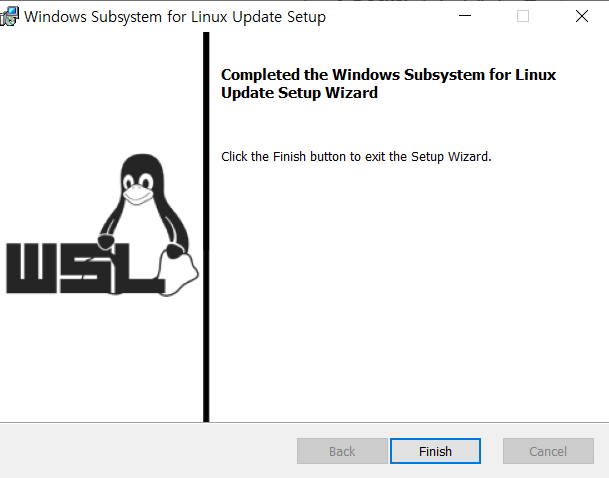 Windows Subsystem for Linux Update Setup
Completed the Windows Subsystem for Linux
Update Setup Wizard
Click the Finish button to exit the Setup Wizard.
WSL
Back
Finish
Cancel